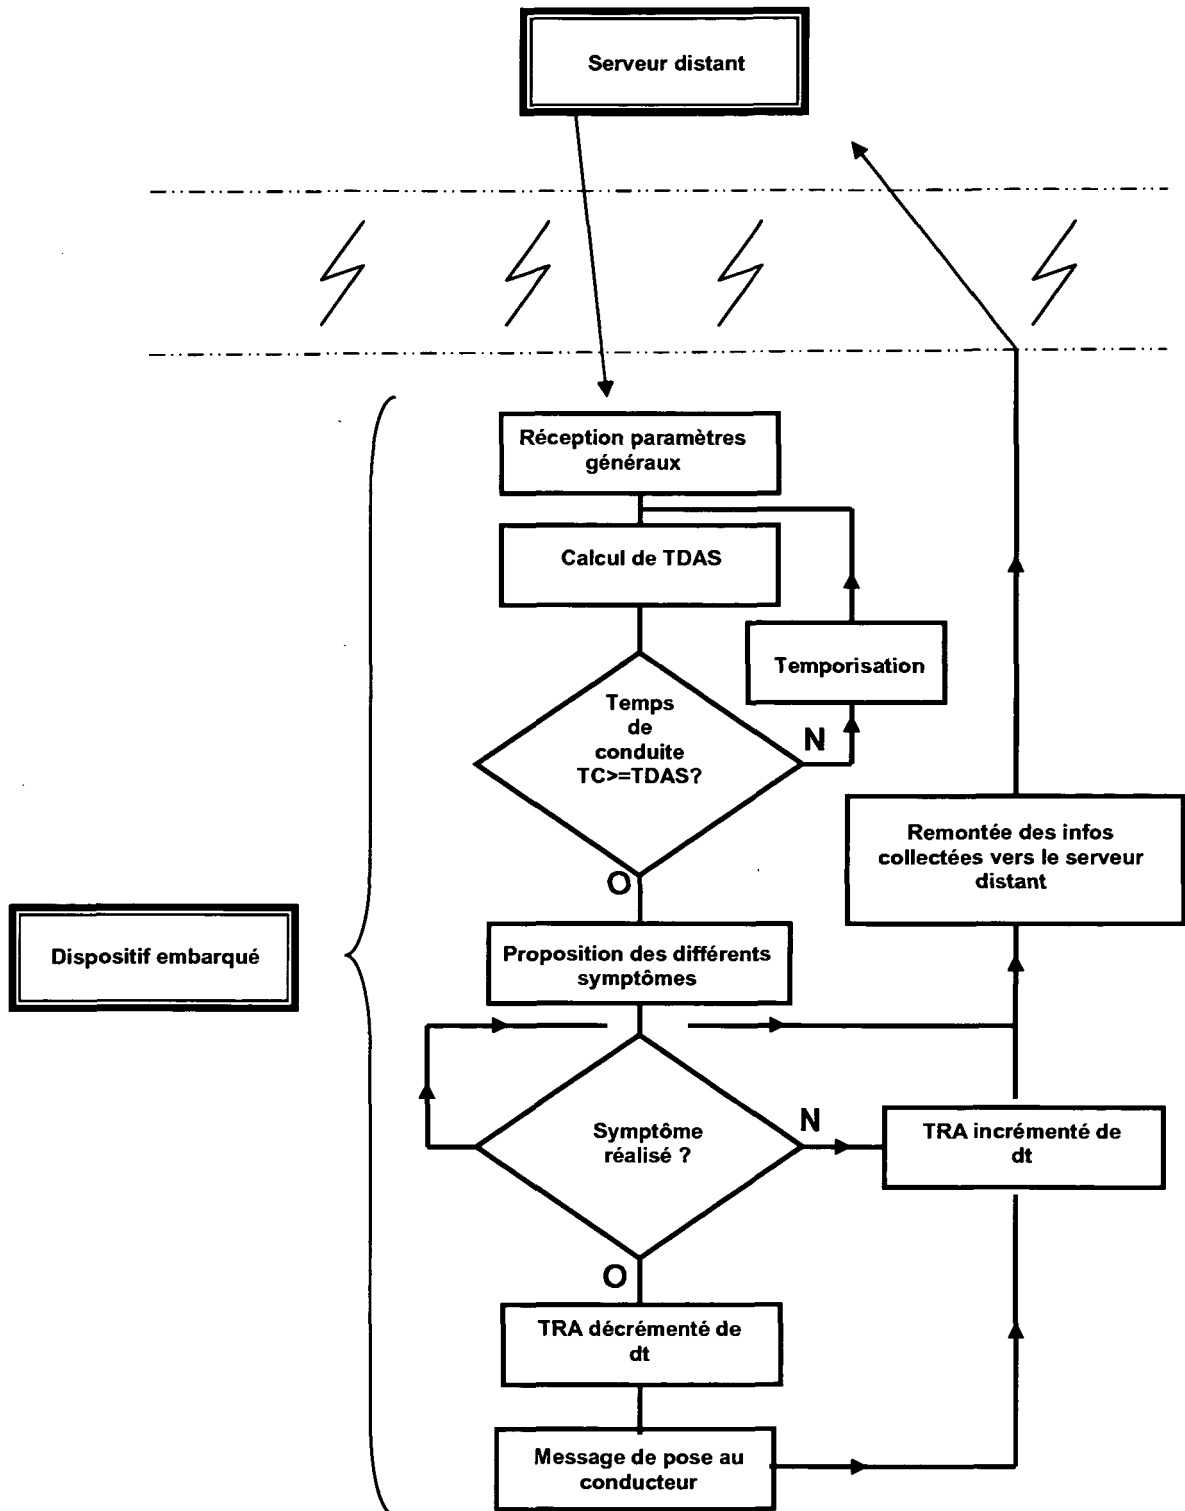 Serveur distant
Réception paramètres
généraux
Calcul de TDAS
Temporisation
Temps
de
conduite
TC>=TDAS?
N
O
Remontée des infos
collectées vers le serveur
distant
Dispositif embarqué
Proposition des différents
symptômes
Symptôme
réalisé ?
N
TRA incrémenté de
dt
O
TRA décrémenté de
dt
Message de pose au
conducteur